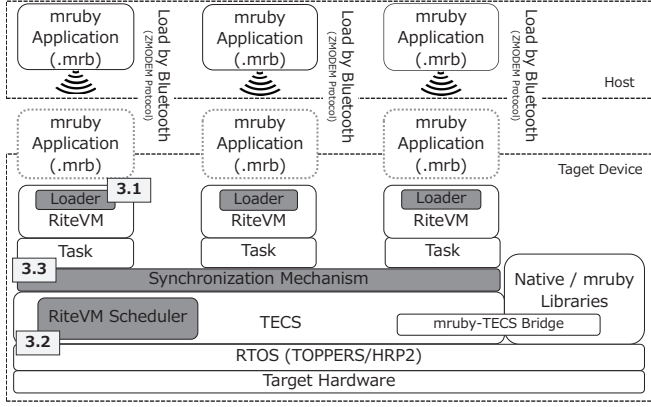 mruby
Application
(.mrb)
Load by Bluetooth
(ZMODEM Protocol)
mruby
Application
(.mrb)
Load by Bluetooth
(ZMODEM Protocol)
mruby
Application
(.mrb)
Load by Bluetooth
(ZMODEM Protocol)
Host
mruby
Application
(.mrb)
mruby
Application
(.mrb)
mruby
Application
(.mrb)
Taget Device
Loader
3.1
RiteVM
Loader
RiteVM
Loader
RiteVM
Task
Task
Task
3.3
Synchronization Mechanism
Native / mruby
Libraries
RiteVM Scheduler
TECS
mruby-TECS Bridge
3.2
RTOS (TOPPERS/HRP2)
Target Hardware